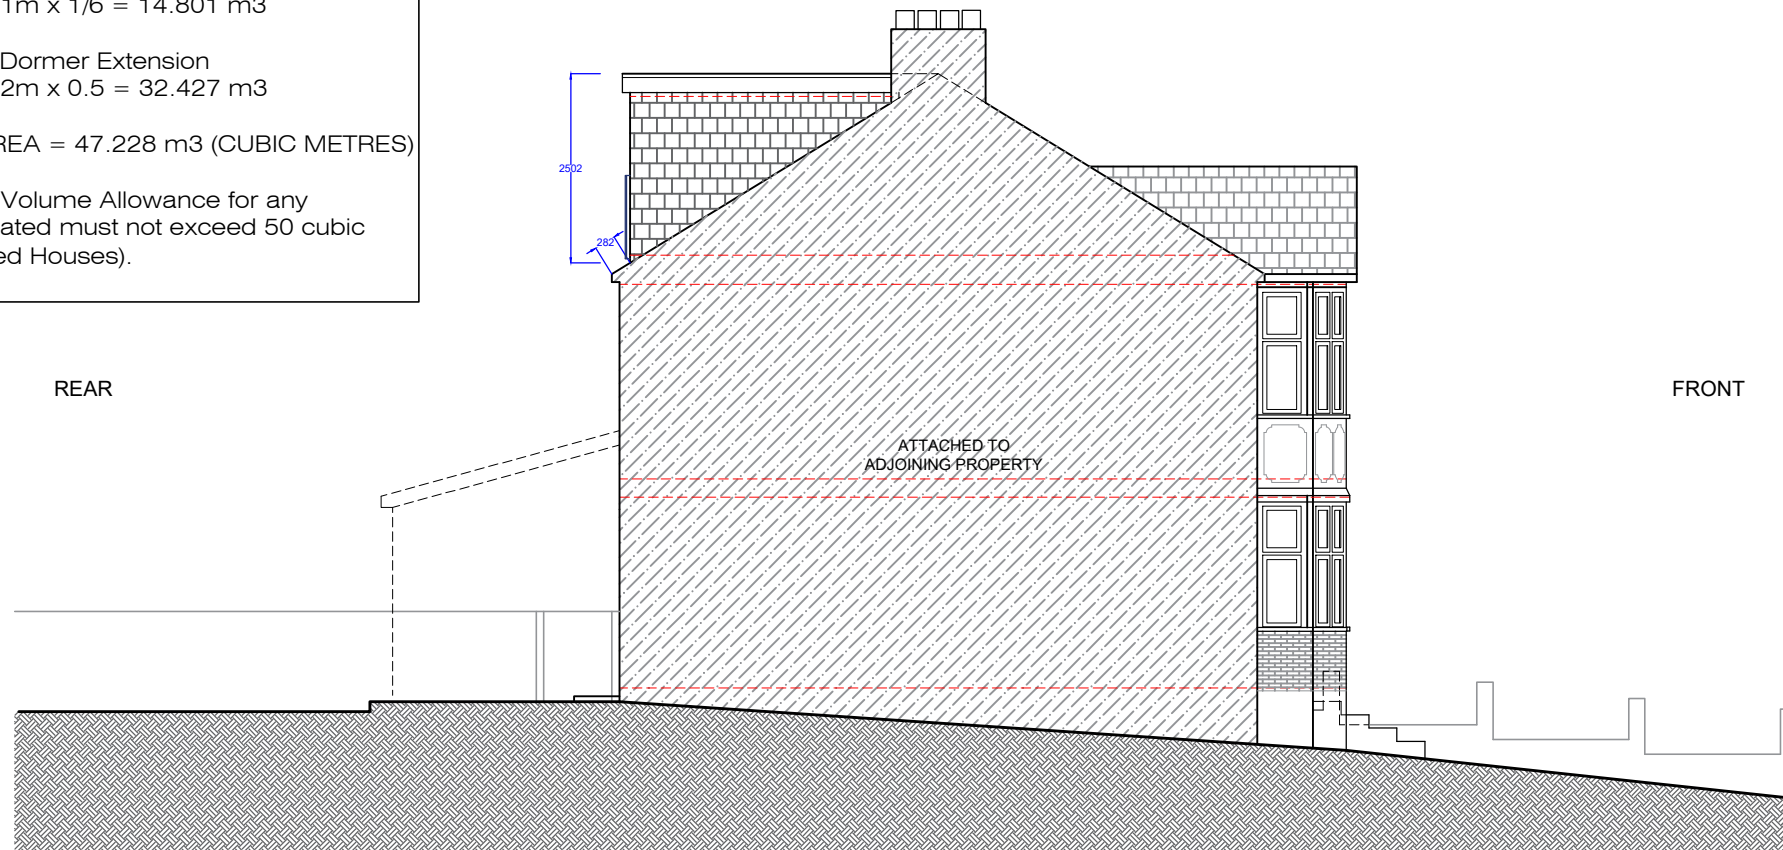 1m x 1/6 = 14.801 m3
Dormer Extension
2m x 0.5 = 32.427 m3
REA = 47.228 m3 (CUBIC METRES)
Volume Allowance for any
ated must not exceed 50 cubic
ed Houses).
2502
282
REAR
FRONT
ATTACHED TO
ADJOINING PROPERTY